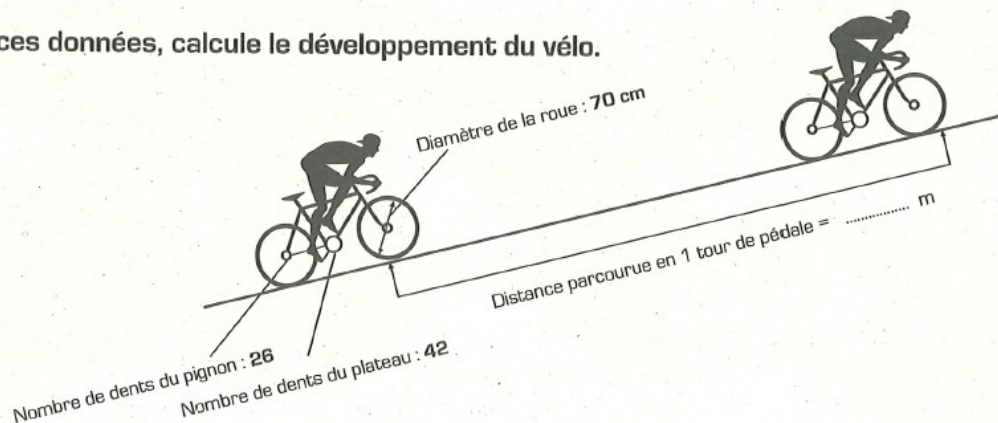 ces données, calcule le développement du vélo.
Diamètre de la roue : 70 cm
Distance parcourue en 1 tour de pédale = ................ m
Nombre de dents du pignon : 26
Nombre de dents du plateau : 42